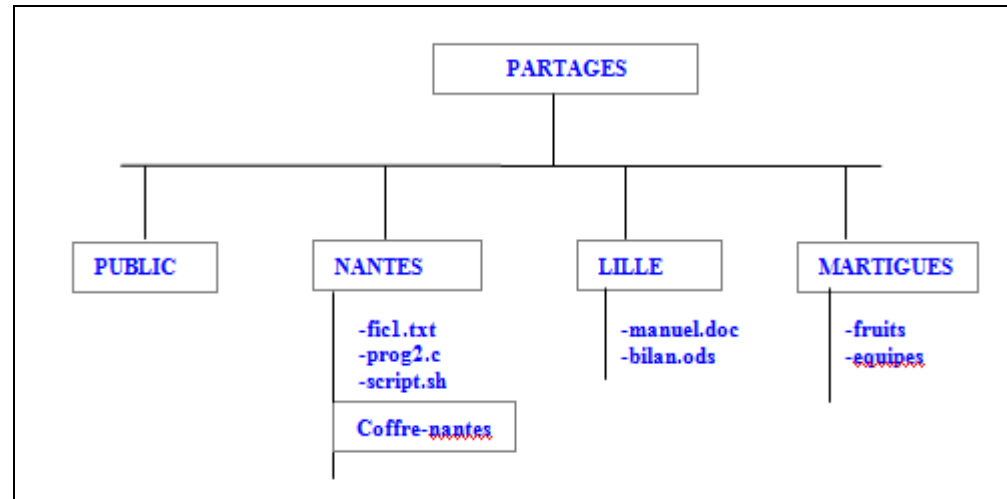 PARTAGES
PUBLIC
NANTES
-fic1.txt
-prog2.c
-script.sh
Coffre-nantes
LILLE
-manuel.doc
-bilan.ods
MARTIGUES
-fruits
-equipes